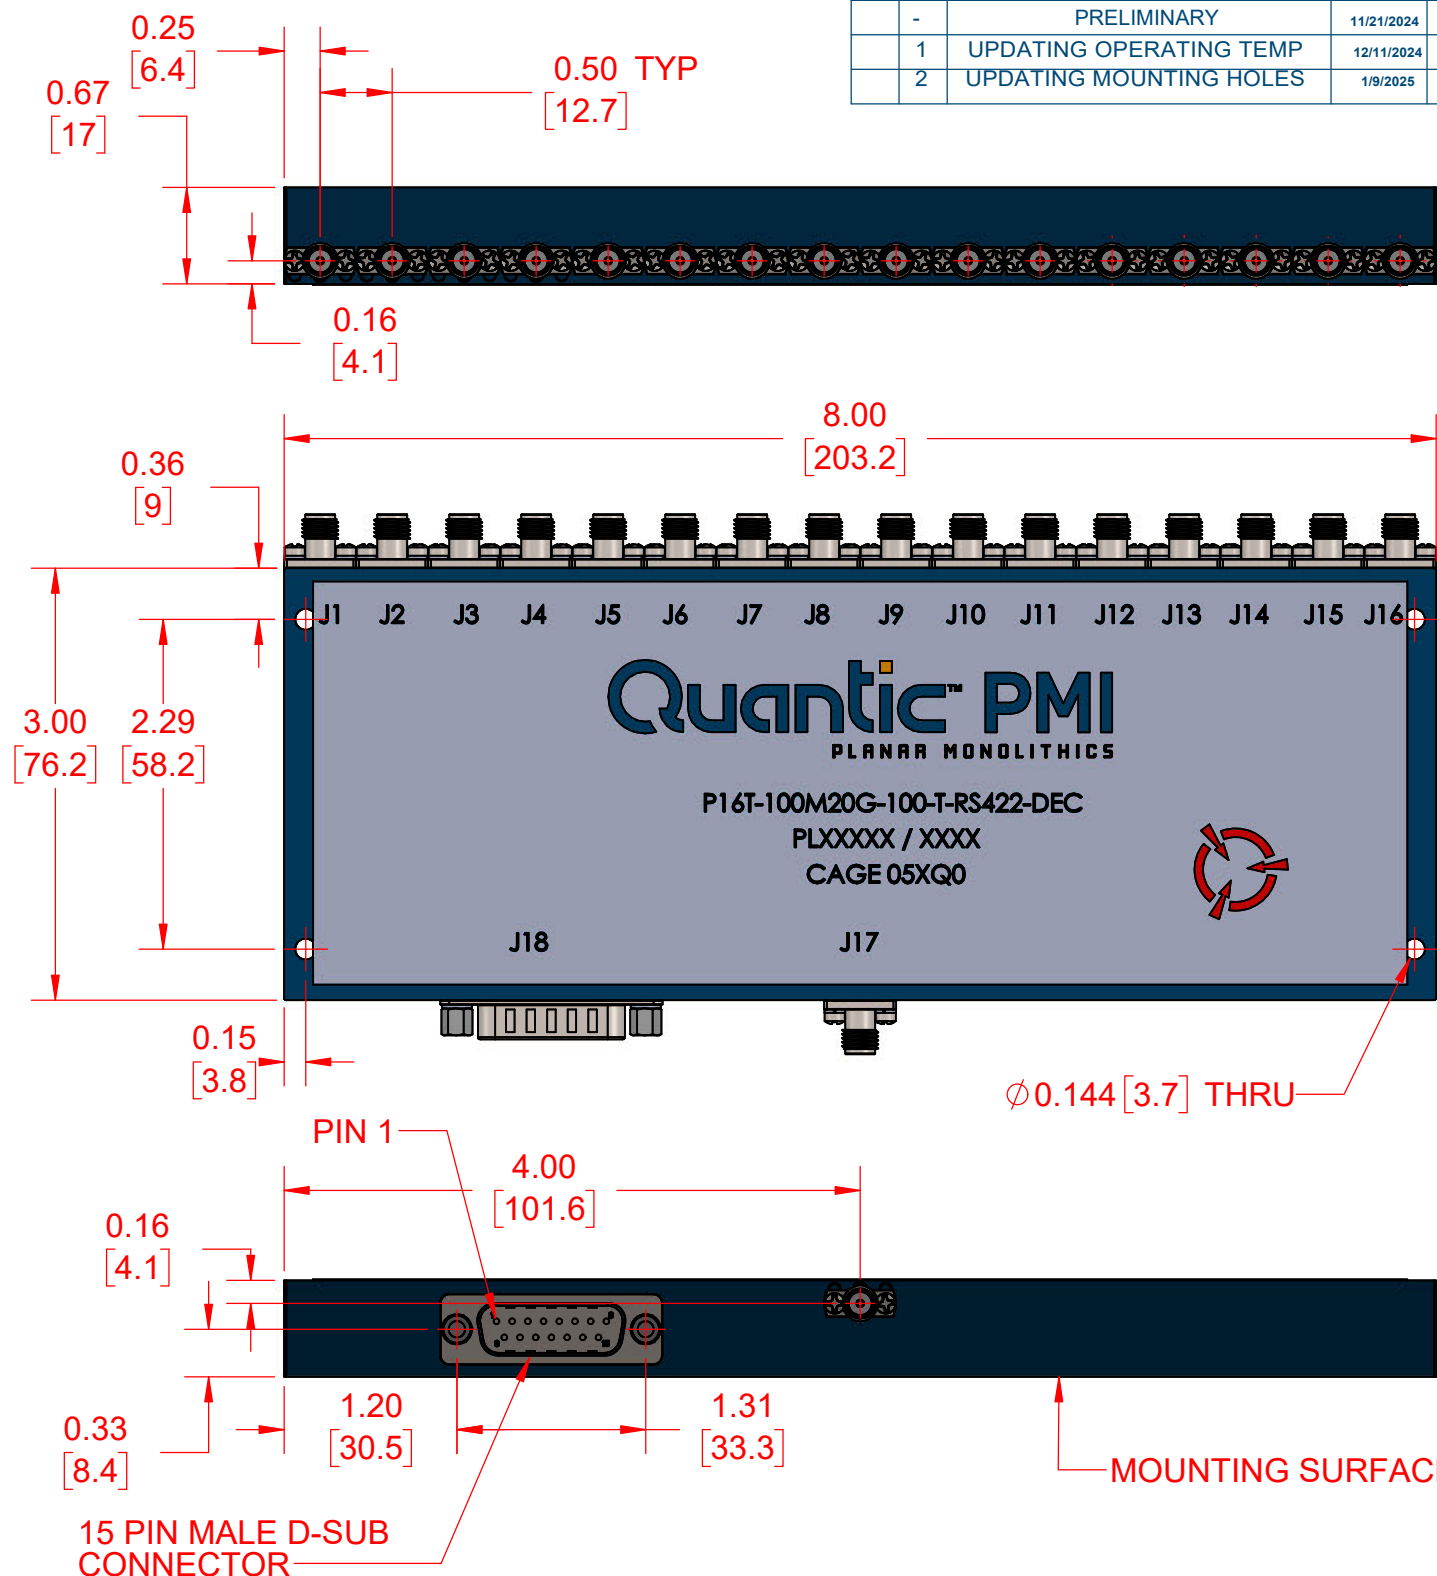 - PRELIMINARY 11/21/2024
1 UPDATING OPERATING TEMP 12/11/2024
2 UPDATING MOUNTING HOLES 1/9/2025
0.25
[6.4]
0.50 TYP
[12.7]
0.67
[17]
0.16
[4.1]
8.00
[203.2]
0.36
[9]
J1 J2 J3 J4 J5 J6 J7 J8 J9 J10 J11 J12 J13 J14 J15 J16
Quantic™ PMI
PLANAR MONOLITHICS
3.00
[76.2]
2.29
[58.2]
P16T-100M20G-100-T-RS422-DEC
PLXXXXX / XXXX
CAGE 05XQ0
J18 J17
0.15
[3.8]
Ø0.144 [3.7] THRU
PIN 1
4.00
[101.6]
0.16
[4.1]
1.20
[30.5]
1.31
[33.3]
0.33
[8.4]
MOUNTING SURFAC
15 PIN MALE D-SUB
CONNECTOR